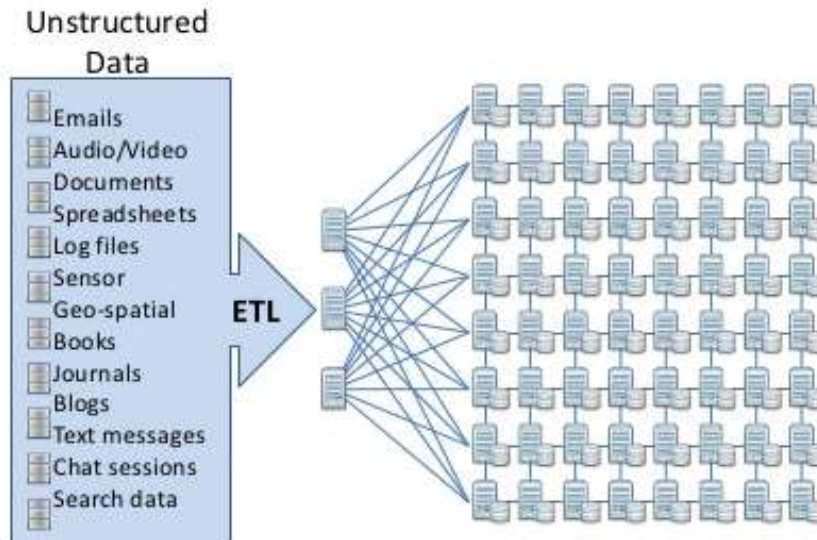 Unstructured
Data
Emails
Audio/Video
Documents
Spreadsheets
Log files
Sensor
Geo-spatial
Books
Journals
Blogs
Text messages
Chat sessions
Search data
ETL